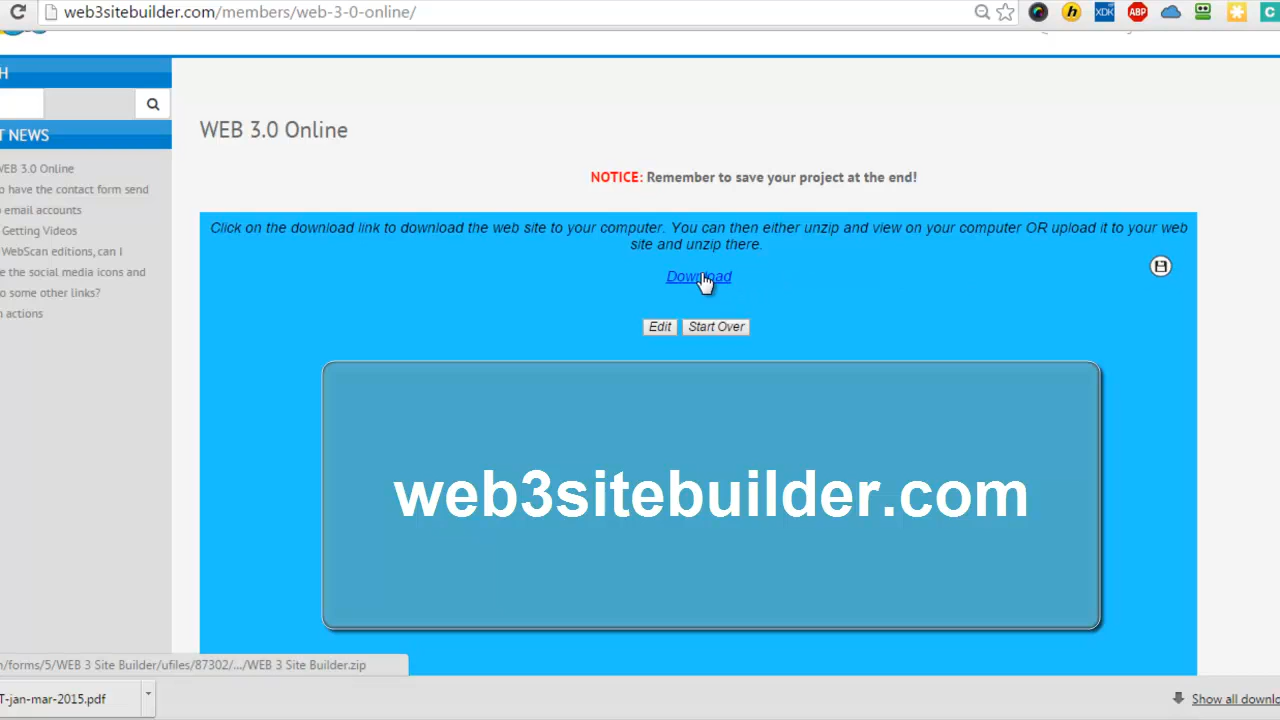 web3sitebuilder.com/members/web-3-0-online/
ABP
XDK
H
T NEWS
WEB 3.0 Online
o have the contact form send
o email accounts
Getting Videos
WebScan editions, can I
e the social media icons and
o some other links?
n actions
WEB 3.0 Online
NOTICE: Remember to save your project at the end!
Click on the download link to download the web site to your computer. You can then either unzip and view on your computer OR upload it to your web
site and unzip there.
Download
Edit Start Over
web3sitebuilder.com
n/forms/5/WEB 3 Site Builder/ufiles/87302/.../WEB 3 Site Builder.zip
T-jan-mar-2015.pdf
Show all downlo